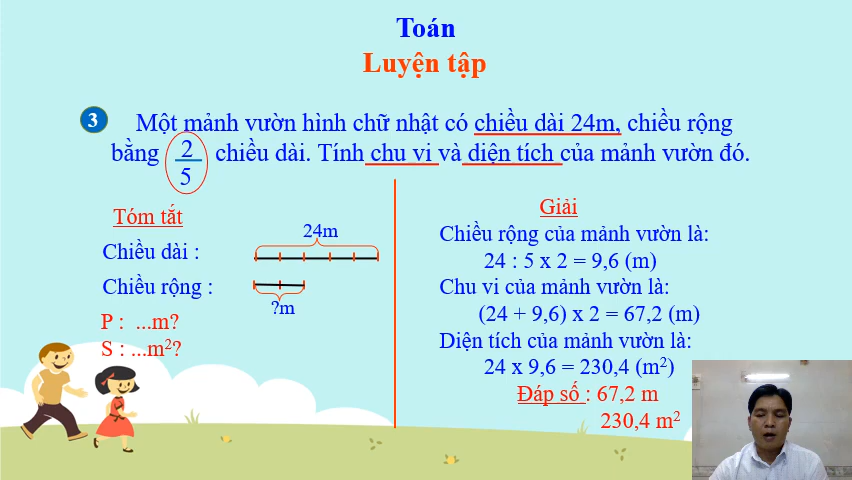 Toán
Luyện tập
3 Một mảnh vườn hình chữ nhật có chiều dài 24m, chiều rộng
bằng 2/5 chiều dài. Tính chu vi và diện tích của mảnh vườn đó.
Tóm tắt
24m
Chiều dài :
Chiều rộng :
?m
P : ...m?
S : ...m²?
Giải
Chiều rộng của mảnh vườn là:
24 : 5 x 2 = 9,6 (m)
Chu vi của mảnh vườn là:
(24 + 9,6) x 2 = 67,2 (m)
Diện tích của mảnh vườn là:
24 x 9,6 = 230,4 (m²)
Đáp số : 67,2 m
230,4 m²